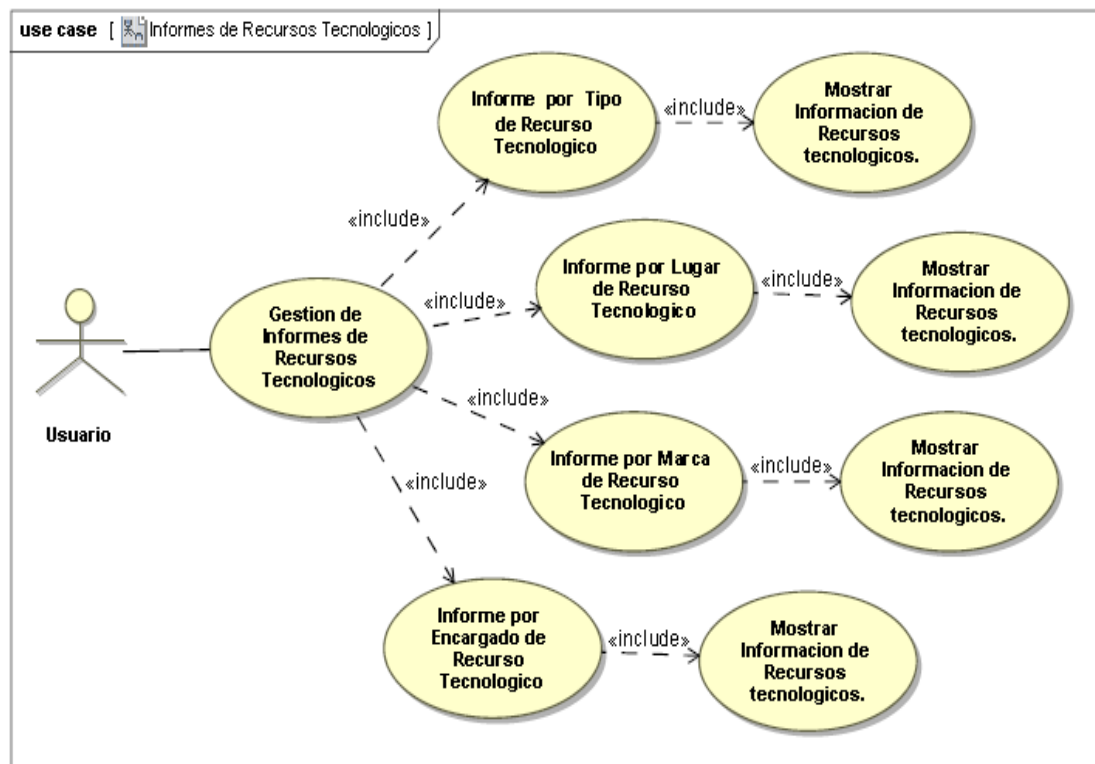 use case [ Informes de Recursos Tecnologicos ]
Informe por Tipo
de Recurso
Tecnologico
«include»
Mostrar
Informacion de
Recursos
tecnologicos.
«include»
Informe por Lugar
de Recurso
Tecnologico
«include»
Mostrar
Informacion de
Recursos
tecnologicos.
«include»
Gestion de
Informes de
Recursos
Tecnologicos
Usuario
«include»
Informe por Marca
de Recurso
Tecnologico
«include»
Mostrar
Informacion de
Recursos
tecnologicos.
«include»
Informe por
Encargado de
Recurso
Tecnologico
«include»
Mostrar
Informacion de
Recursos
tecnologicos.